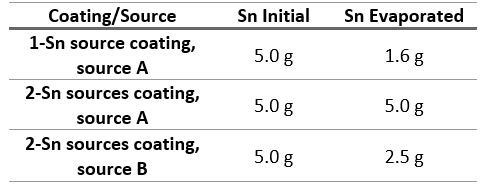 Coating/Source Sn Initial Sn Evaporated
1-Sn source coating,
source A 5.0 g 1.6 g
2-Sn sources coating,
source A 5.0 g 5.0 g
2-Sn sources coating,
source B 5.0 g 2.5 g